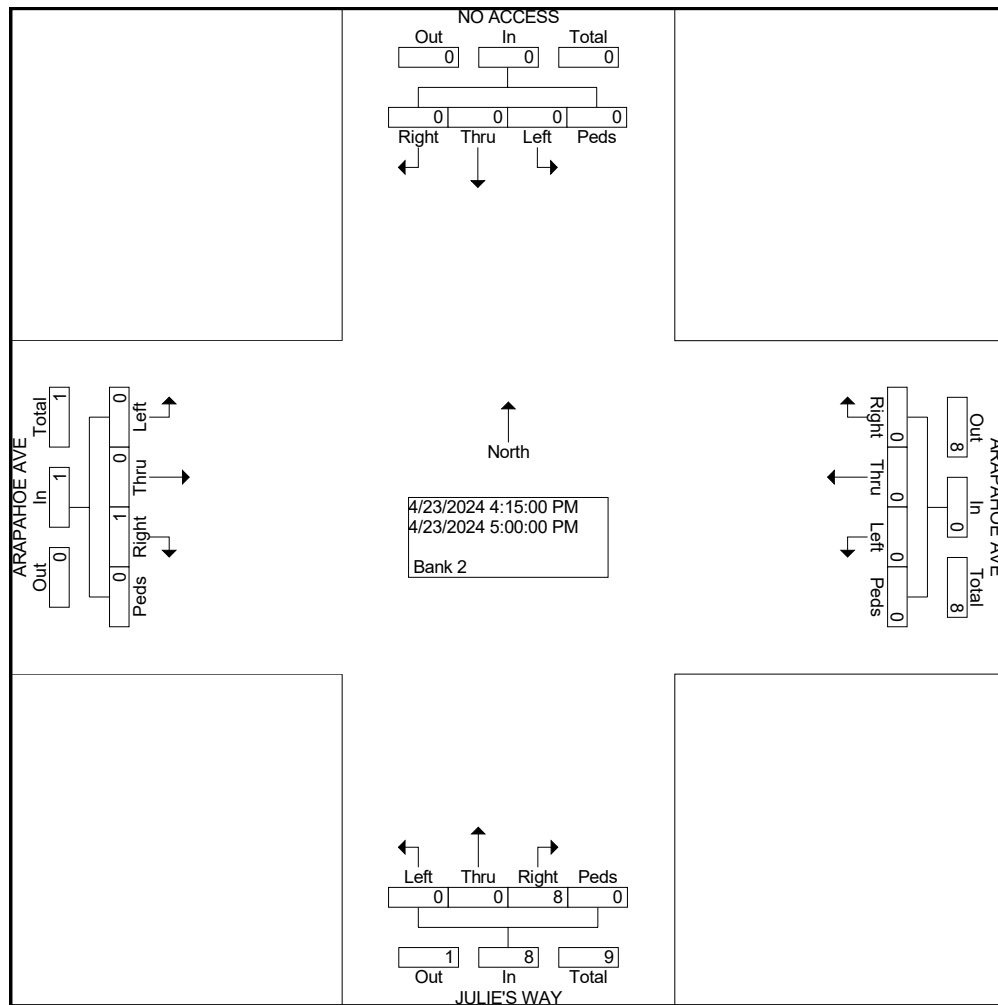 NO ACCESS
Out In Total
0 0 0
0 0 0 0
Right Thru Left Peds
ARAPAHOE AVE
Total In Out
1 1 0
0 0 1 0
Left Thru Right Peds
North
4/23/2024 4:15:00 PM
4/23/2024 5:00:00 PM
Bank 2
Right Thru Left Peds
0 0 0 0
Out In Total
8 0 8
ARAPAHOE AVE
Left Thru Right Peds
0 0 8 0
1 8 9
Out In Total
JULIE'S WAY